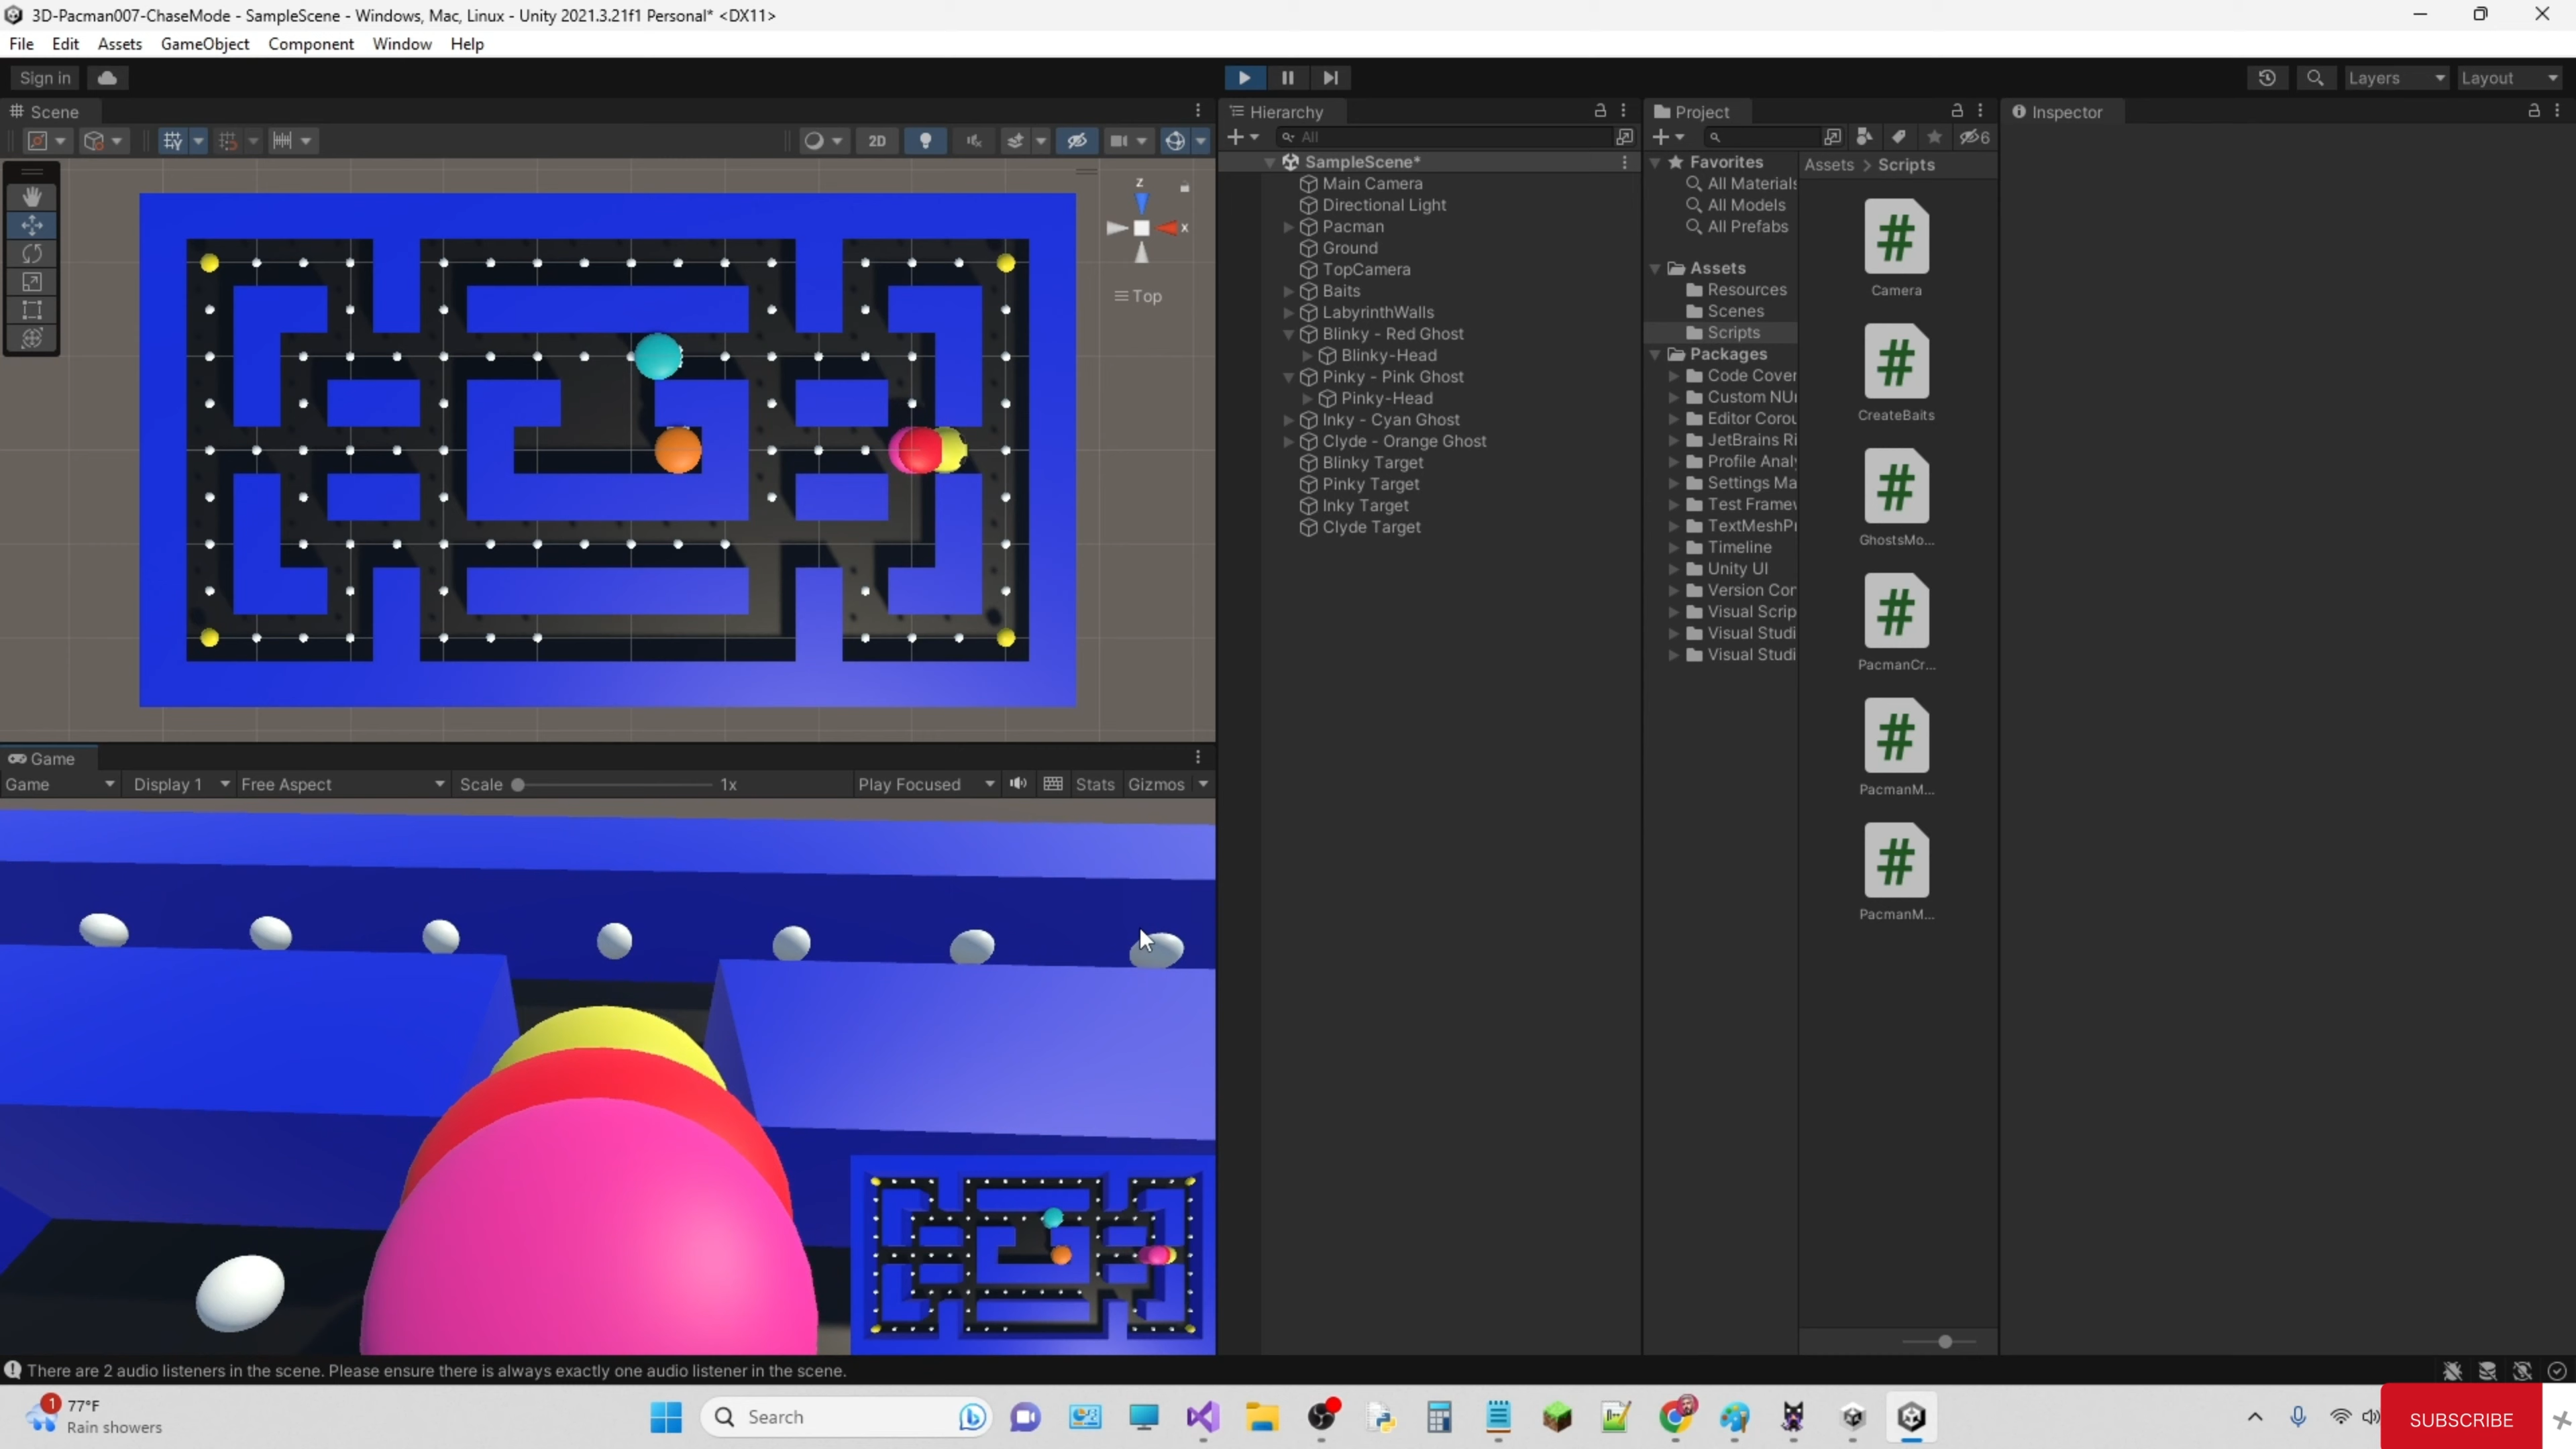 3D-Pacman007-ChaseMode - SampleScene - Windows, Mac, Linux - Unity 2021.3.21f1 Personal* <DX11>
File Edit Assets GameObject Component Window Help
Sign in
Layers
Layout
Scene
2D
z
x
Top
Hierarchy
All
SampleScene*
Main Camera
Directional Light
Pacman
Ground
TopCamera
Baits
LabyrinthWalls
Blinky - Red Ghost
Blinky-Head
Pinky - Pink Ghost
Pinky-Head
Inky - Cyan Ghost
Clyde - Orange Ghost
Blinky Target
Pinky Target
Inky Target
Clyde Target
Project
6
Favorites
All Materials
All Models
All Prefabs
Assets
Resources
Scenes
Scripts
Packages
Code Cover
Custom NU
Editor Corou
JetBrains Ri
Profile Anal
Settings Ma
Test Framev
TextMeshPr
Timeline
Unity UI
Version Cor
Visual Scrip
Visual Studi
Visual Studi
Assets > Scripts
#
Camera
#
CreateBaits
#
GhostsMo...
#
PacmanCr...
#
PacmanM...
#
PacmanM...
Inspector
Game
Game Display 1 Free Aspect Scale 1x Play Focused Stats Gizmos
There are 2 audio listeners in the scene. Please ensure there is always exactly one audio listener in the scene.
1
77°F
Rain showers
Search
SUBSCRIBE